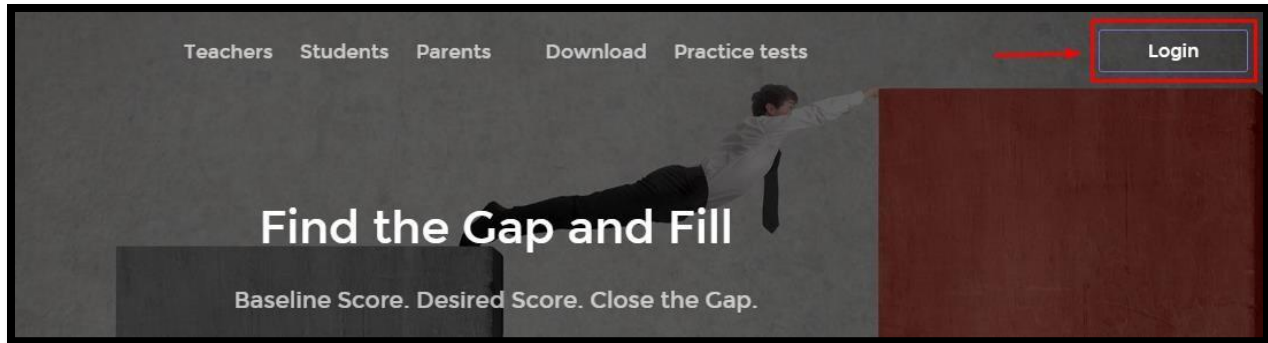 Teachers Students Parents Download Practice tests Login
Find the Gap and Fill
Baseline Score. Desired Score. Close the Gap.